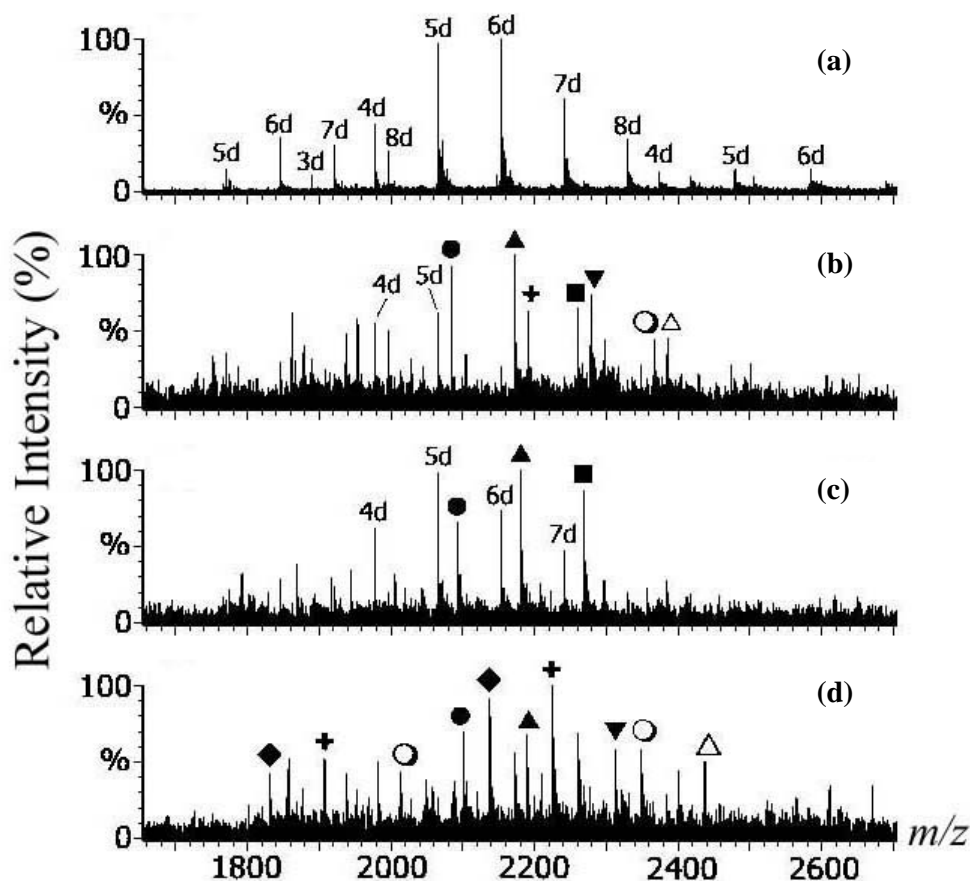 Relative Intensity (%)
100
%
0
5d
6d
3d
7d
4d
8d
5d
6d
7d
8d
4d
5d
6d
(a)
100
%
0
4d
5d
(b)
100
%
0
4d
5d
6d
7d
(c)
100
%
0
(d)
1800 2000 2200 2400 2600
m/z